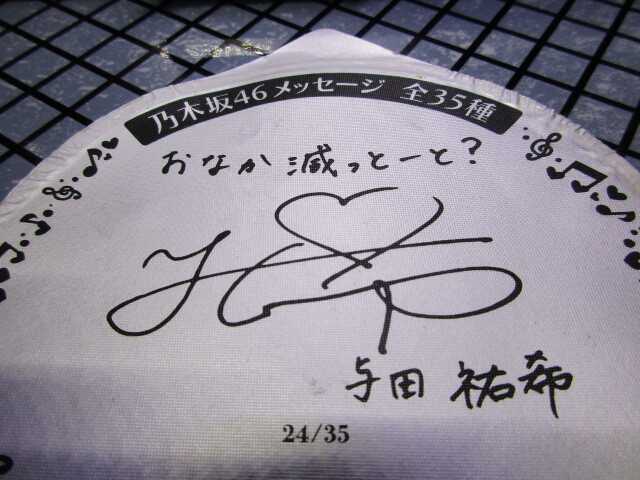 乃木坂46メッセージ 全35種
おなか減っとーと?
与田 祐希
24/35